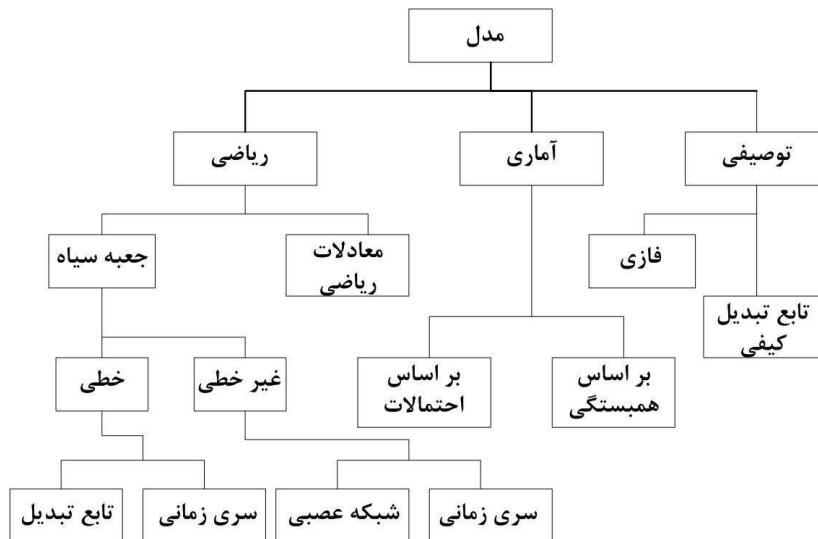 مدل
توصیفی
آماری
ریاضی
فازی
تابع تبدیل
کیفی
معادلات
ریاضی
جعبه سیاه
بر اساس
همبستگی
بر اساس
احتمالات
غیر خطی
خطی
سری زمانی
شبکه عصبی
سری زمانی
تابع تبدیل